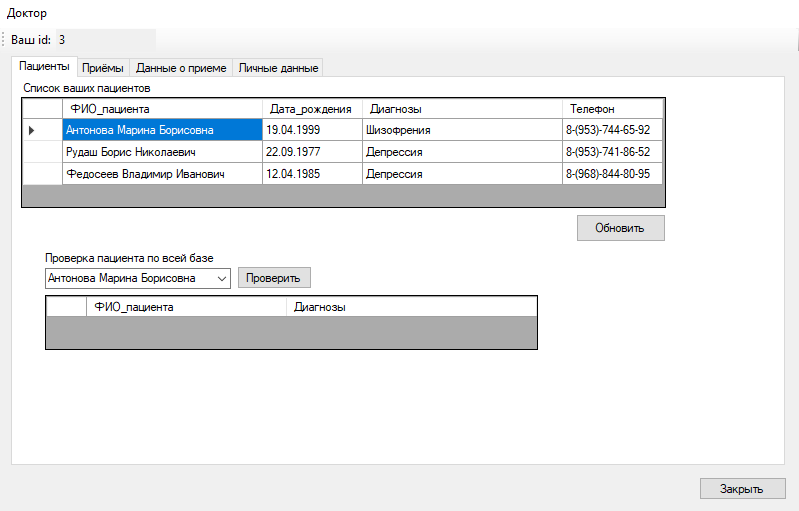 Доктор
Ваш id: 3
Пациенты Приёмы Данные о приеме Личные данные
Список ваших пациентов
ФИО_пациента Дата_рождения Диагнозы Телефон
Антонова Марина Борисовна 19.04.1999 Шизофрения 8-(953)-744-65-92
Рудаш Борис Николаевич 22.09.1977 Депрессия 8-(953)-741-86-52
Федосеев Владимир Иванович 12.04.1985 Депрессия 8-(968)-844-80-95
Обновить
Проверка пациента по всей базе
Антонова Марина Борисовна Проверить
ФИО_пациента Диагнозы
Закрыть